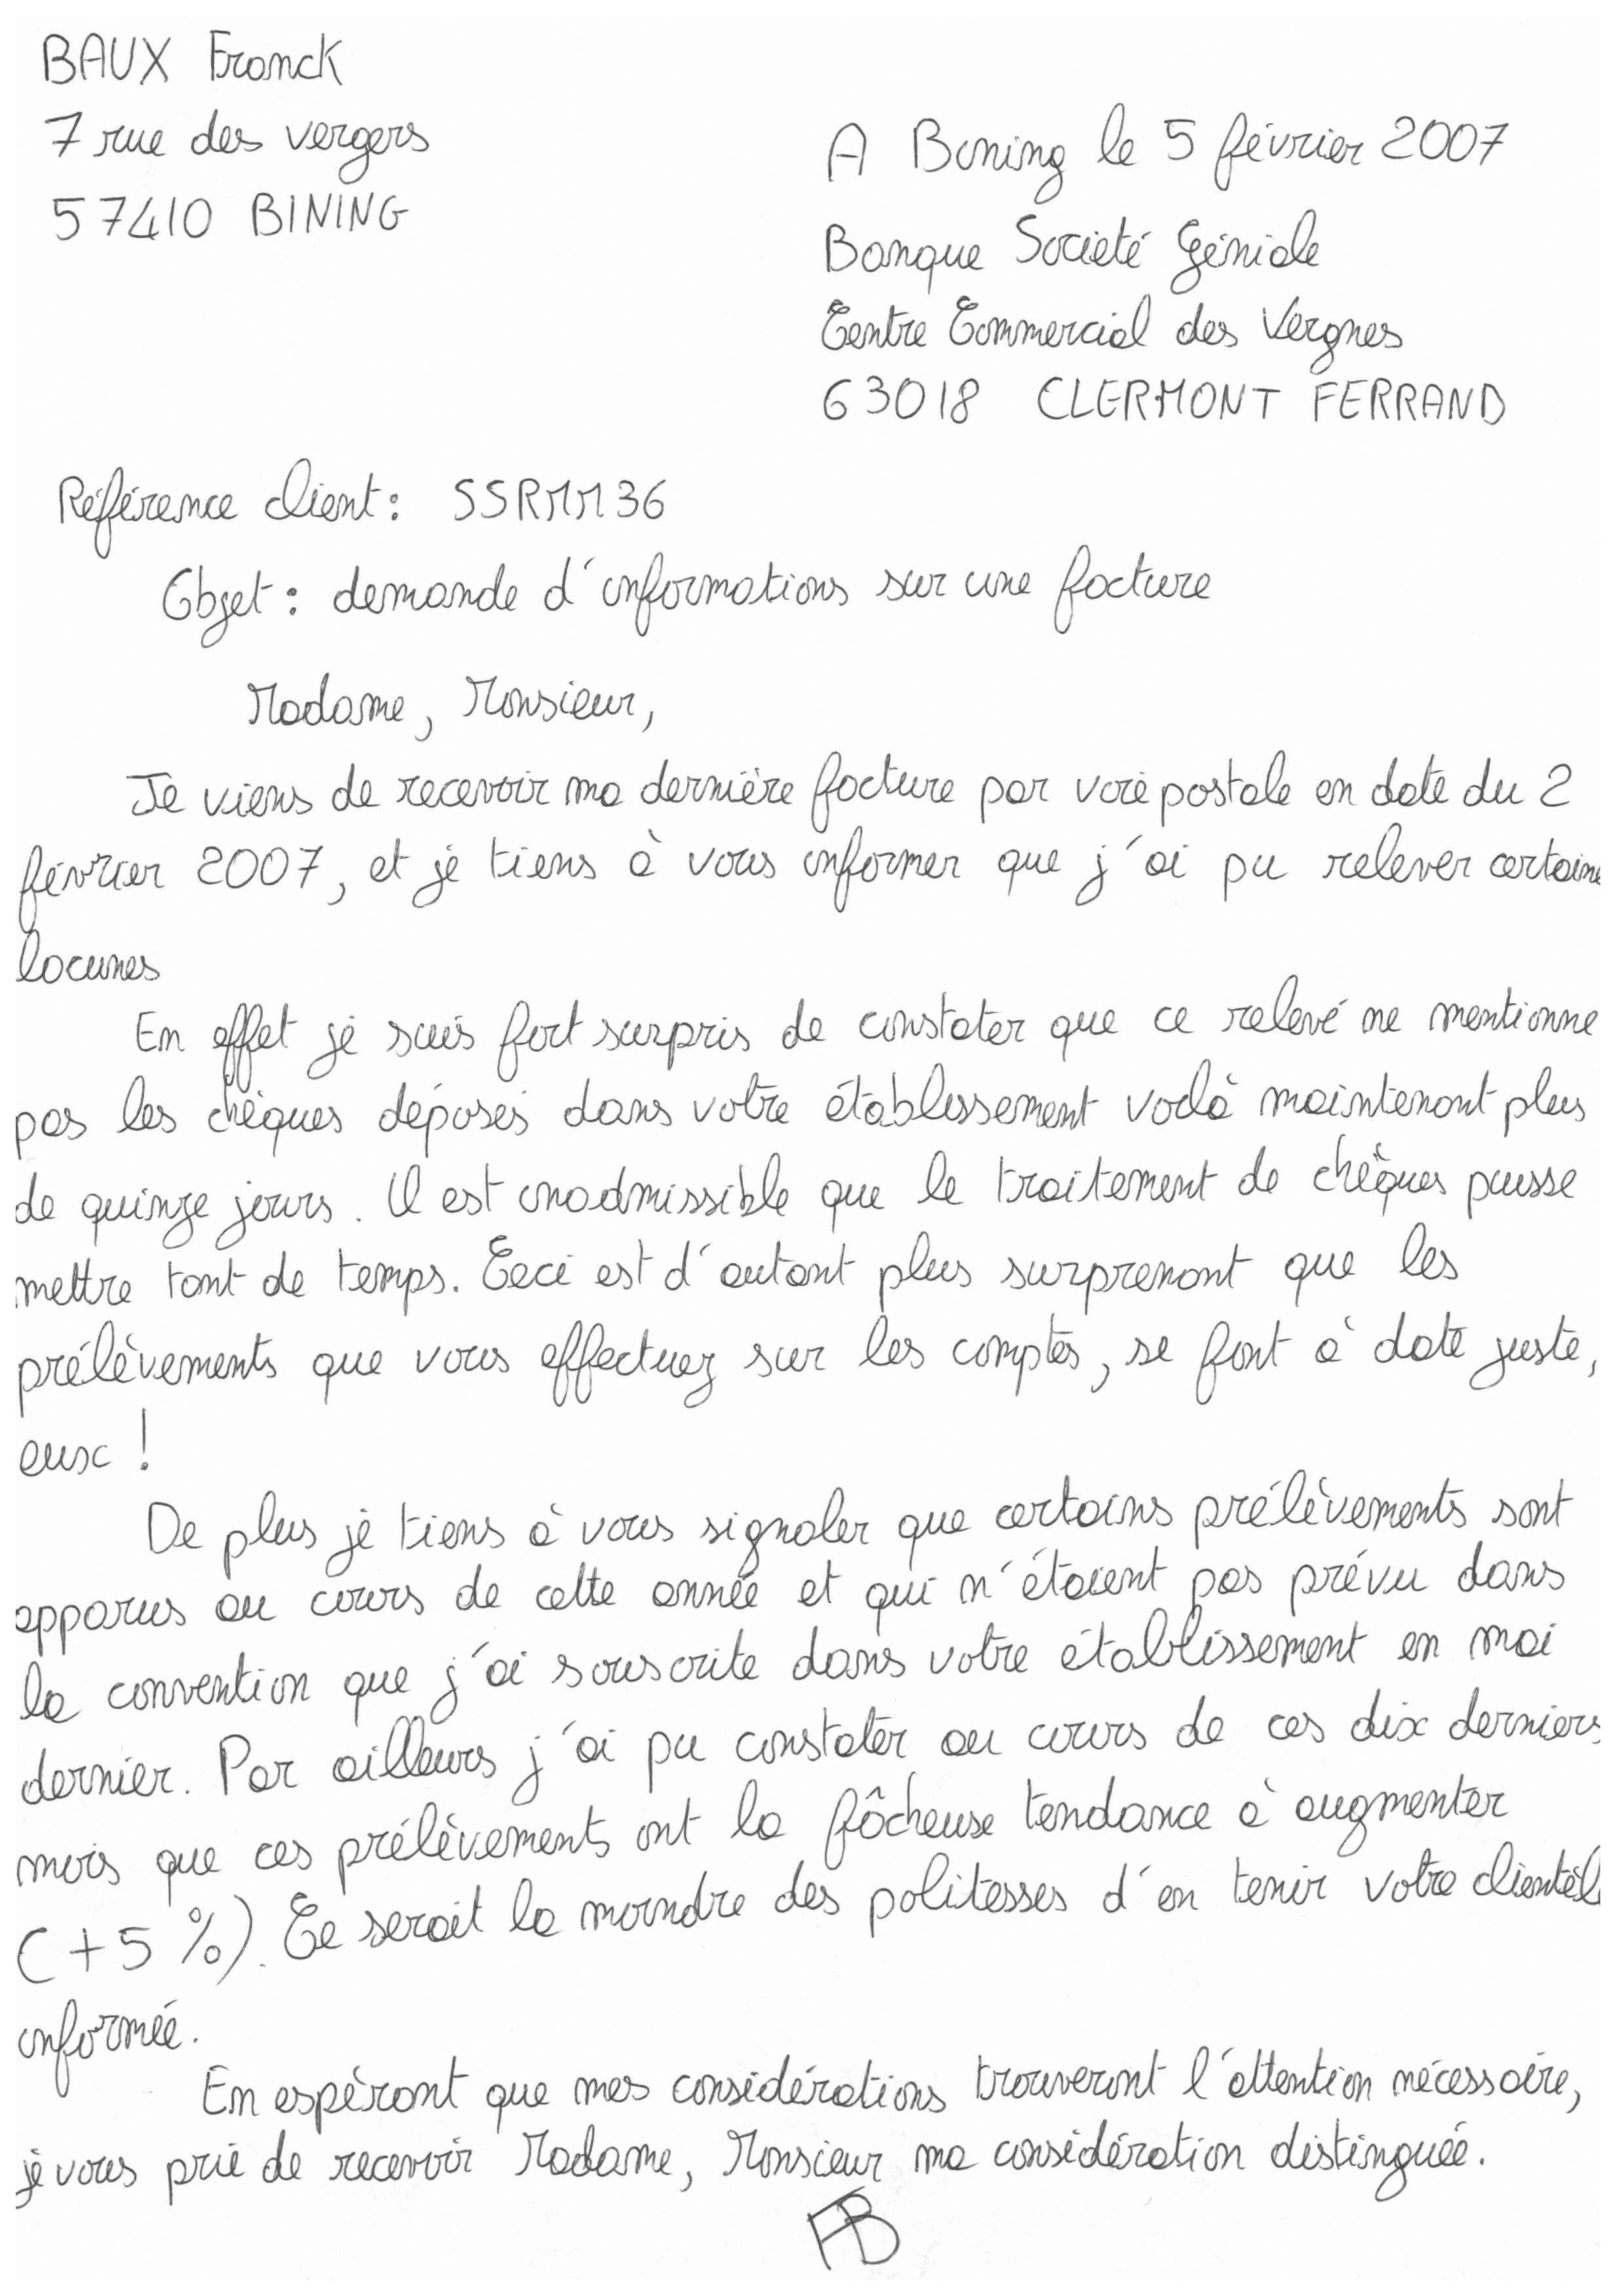 BAUX Franck
7 rue des vergers
57410 BINING
A Bining le 5 février 2007
Banque Société Géniale
Centre Commercial des Vergnes
63018 CLERMONT FERRAND
Référence client : SSRMM36
Objet : demande d'informations sur une facture
Madame, Monsieur,
Je viens de recevoir ma dernière facture par voie postale en date du 2
février 2007, et je tiens à vous informer que j'ai pu relever certaine
lacunes
En effet je suis fort surpris de constater que ce relevé ne mentionne
pas les chèques déposés dans votre établissement voilà maintenant plus
de quinze jours. Il est inadmissible que le traitement de chèques puisse
mettre tant de temps. Ceci est d'autant plus surprenant que les
prélèvements que vous effectuez sur les comptes, se font à date juste,
eux !
De plus je tiens à vous signaler que certains prélèvements sont
apparus au cours de cette année et qui n'étaient pas prévu dans
la convention que j'ai souscrite dans votre établissement en mai
dernier. Par ailleurs j'ai pu constater au cours de ces dix derniers
mois que ces prélèvements ont la fâcheuse tendance à augmenter
(+5 %). Ce serait la moindre des politesses d'en tenir votre clientèle
informée.
En espérant que mes considérations trouveront l'attention nécessaire,
je vous prie de recevoir Madame, Monsieur ma considération distinguée.
FB